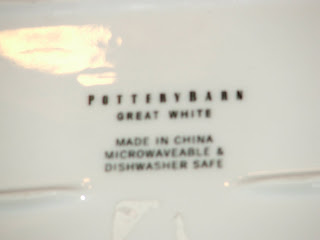 POTTERYBARN
GREAT WHITE
MADE IN CHINA
MICROWAVEABLE &
DISHWASHER SAFE